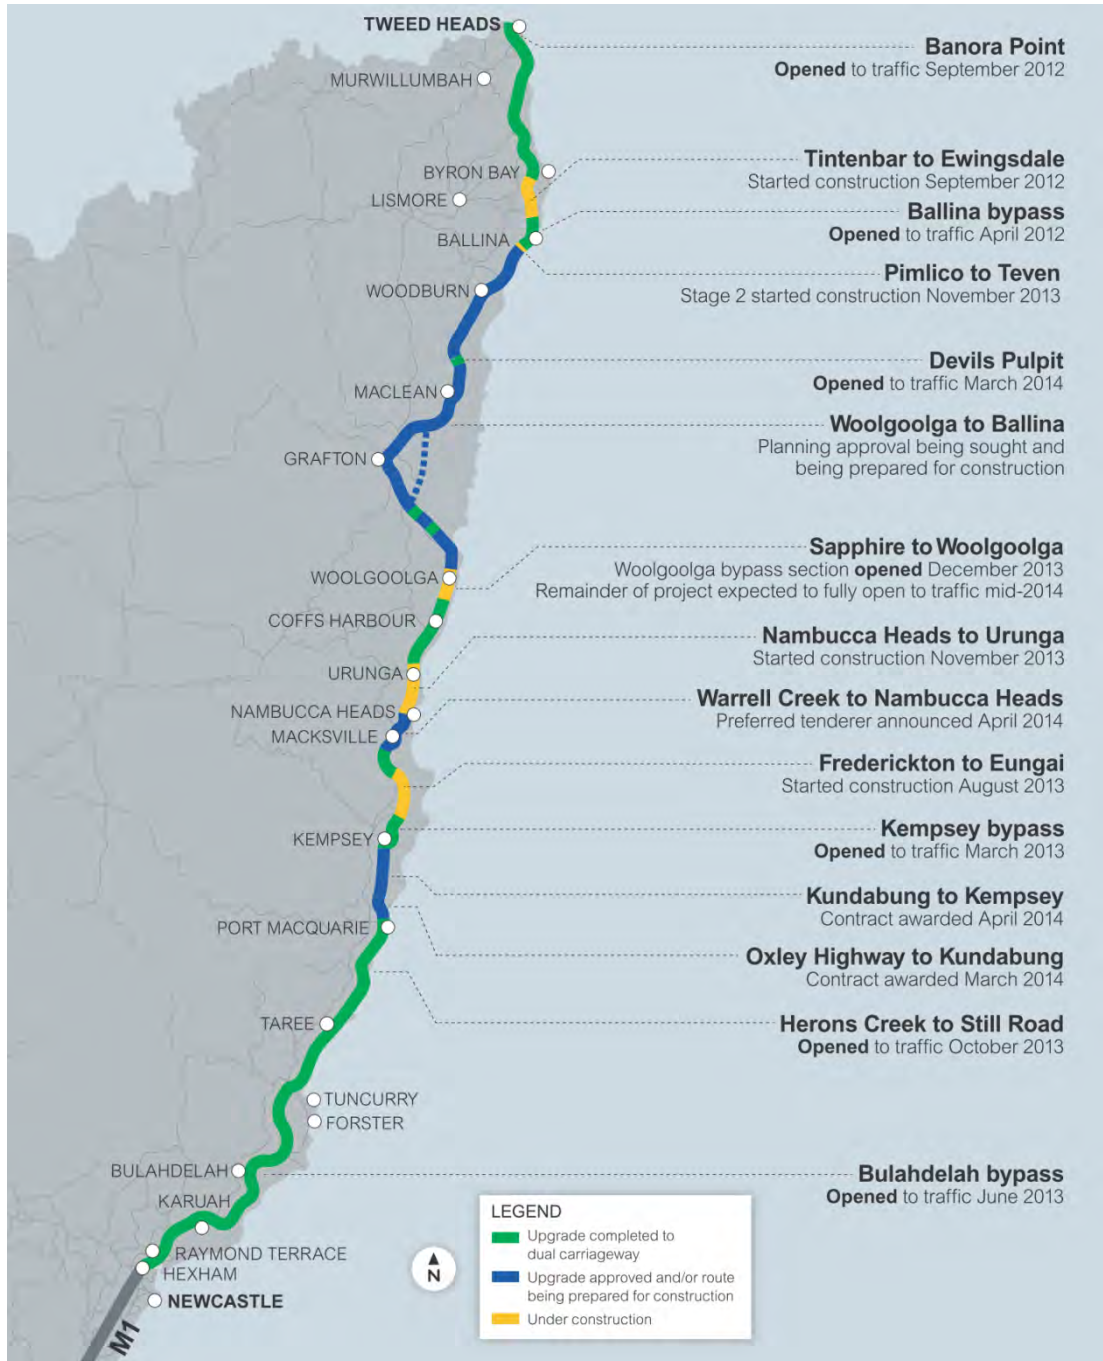 TWEED HEADS
Banora Point
Opened to traffic September 2012
MURWILLUMBAH
Tintenbar to Ewingsdale
Started construction September 2012
BYRON BAY
LISMORE
Ballina bypass
Opened to traffic April 2012
BALLINA
Pimlico to Teven
Stage 2 started construction November 2013
WOODBURN
Devils Pulpit
Opened to traffic March 2014
MACLEAN
Woolgoolga to Ballina
Planning approval being sought and
being prepared for construction
GRAFTON
Sapphire to Woolgoolga
Woolgoolga bypass section opened December 2013
Remainder of project expected to fully open to traffic mid-2014
WOOLGOOLGA
COFFS HARBOUR
Nambucca Heads to Urunga
Started construction November 2013
URUNGA
Warrell Creek to Nambucca Heads
Preferred tenderer announced April 2014
NAMBUCCA HEADS
MACKSVILLE
Frederickton to Eungai
Started construction August 2013
Kempsey bypass
Opened to traffic March 2013
KEMPSEY
Kundabung to Kempsey
Contract awarded April 2014
PORT MACQUARIE
Oxley Highway to Kundabung
Contract awarded March 2014
Herons Creek to Still Road
Opened to traffic October 2013
TAREE
TUNCURRY
FORSTER
BULAHDELAH
Bulahdelah bypass
Opened to traffic June 2013
KARUAH
RAYMOND TERRACE
HEXHAM
NEWCASTLE
M1
N
LEGEND
Upgrade completed to
dual carriageway
Upgrade approved and/or route
being prepared for construction
Under construction